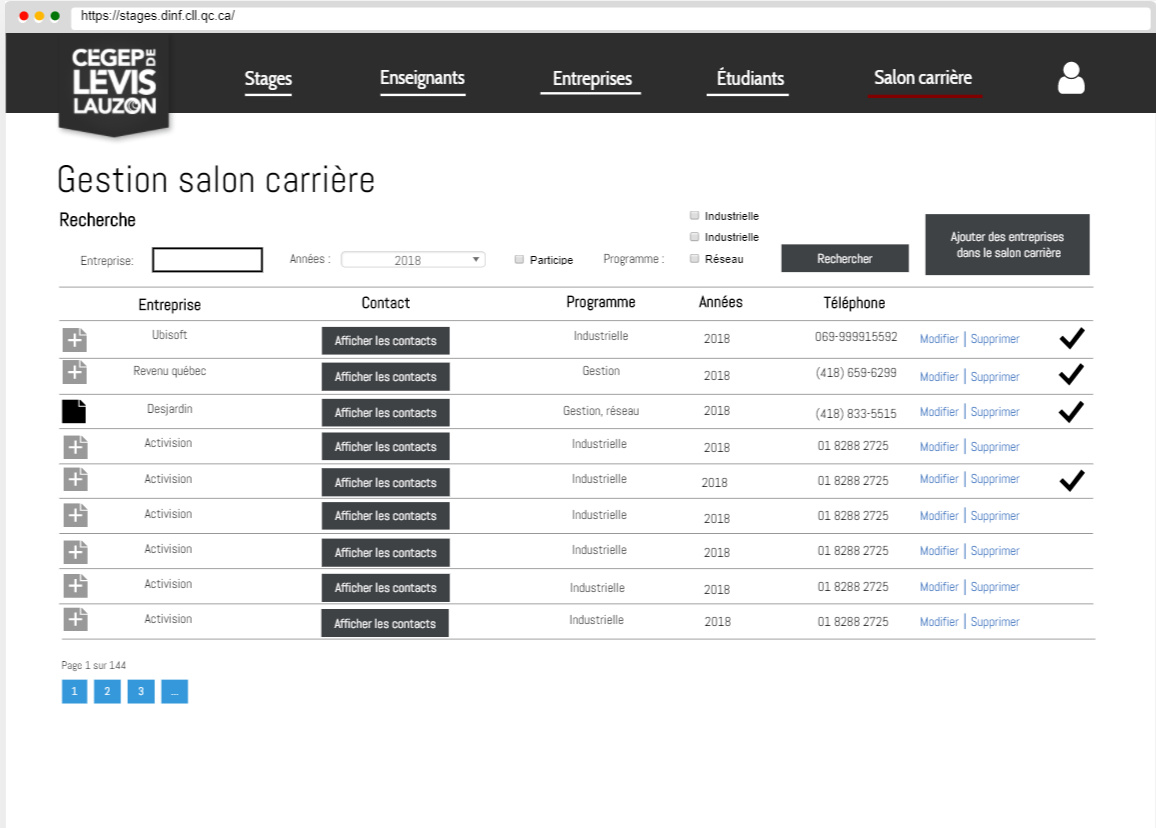 https://stages.dinf.cll.qc.ca/
CEGEP DE
LEVIS
LAUZON
Stages Enseignants Entreprises Étudiants Salon carrière
Gestion salon carrière
Recherche
Industrielle
Industrielle
Entreprise: Années : 2018 Participe Programme : Réseau Rechercher
Ajouter des entreprises
dans le salon carrière
Entreprise Contact Programme Années Téléphone
Ubisoft Afficher les contacts Industrielle 2018 069-999915592 Modifier | Supprimer
Revenu québec Afficher les contacts Gestion 2018 (418) 659-6299 Modifier | Supprimer
Desjardin Afficher les contacts Gestion, réseau 2018 (418) 833-5515 Modifier | Supprimer
Activision Afficher les contacts Industrielle 2018 01 8288 2725 Modifier | Supprimer
Activision Afficher les contacts Industrielle 2018 01 8288 2725 Modifier | Supprimer
Activision Afficher les contacts Industrielle 2018 01 8288 2725 Modifier | Supprimer
Activision Afficher les contacts Industrielle 2018 01 8288 2725 Modifier | Supprimer
Activision Afficher les contacts Industrielle 2018 01 8288 2725 Modifier | Supprimer
Activision Afficher les contacts Industrielle 2018 01 8288 2725 Modifier | Supprimer
Page 1 sur 144
1 2 3 ...